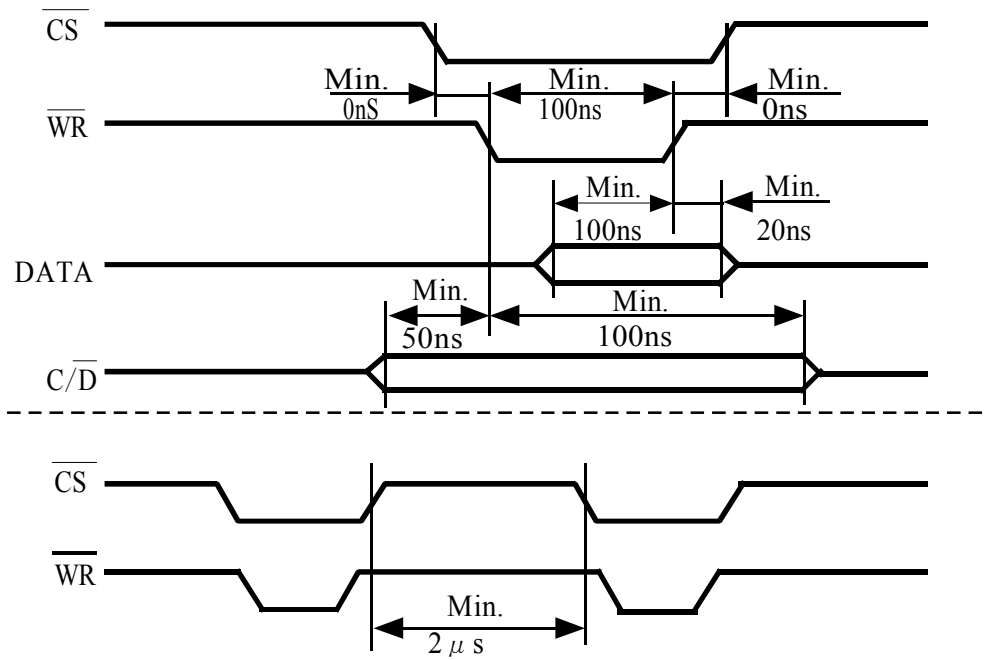 CS
Min. Min. Min.
0nS 100ns 0ns
WR
Min. Min.
100ns 20ns
DATA
Min. Min.
50ns 100ns
C/D
CS
WR
Min.
2 μ s